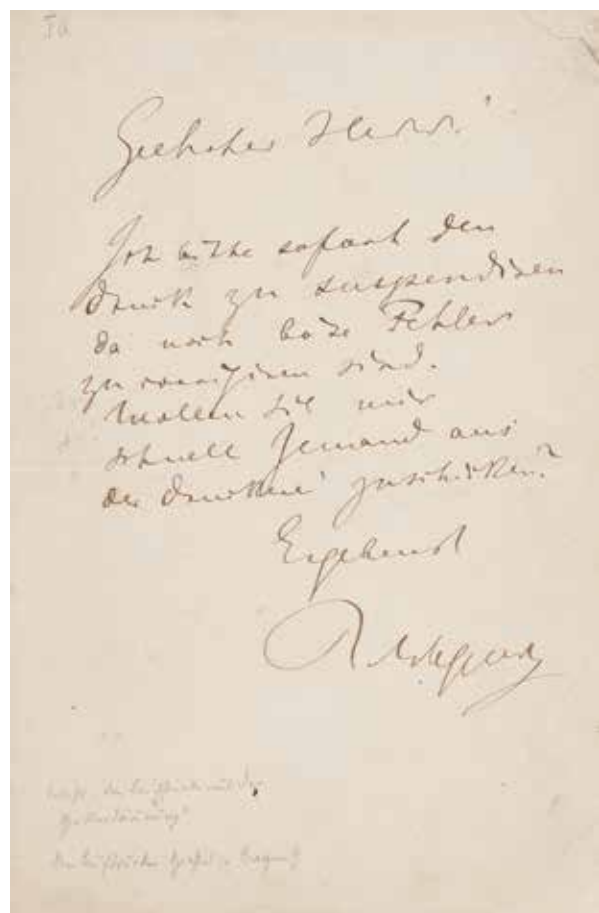 Ia
Geehrter Herr!
Ich bitte sofort den
Druck zu suspendiren
da noch böse Fehler
zu corrigiren sind.
Wollen Sie mir
schnell Jemand aus
der Druckerei zuschicken?
Ergebenst